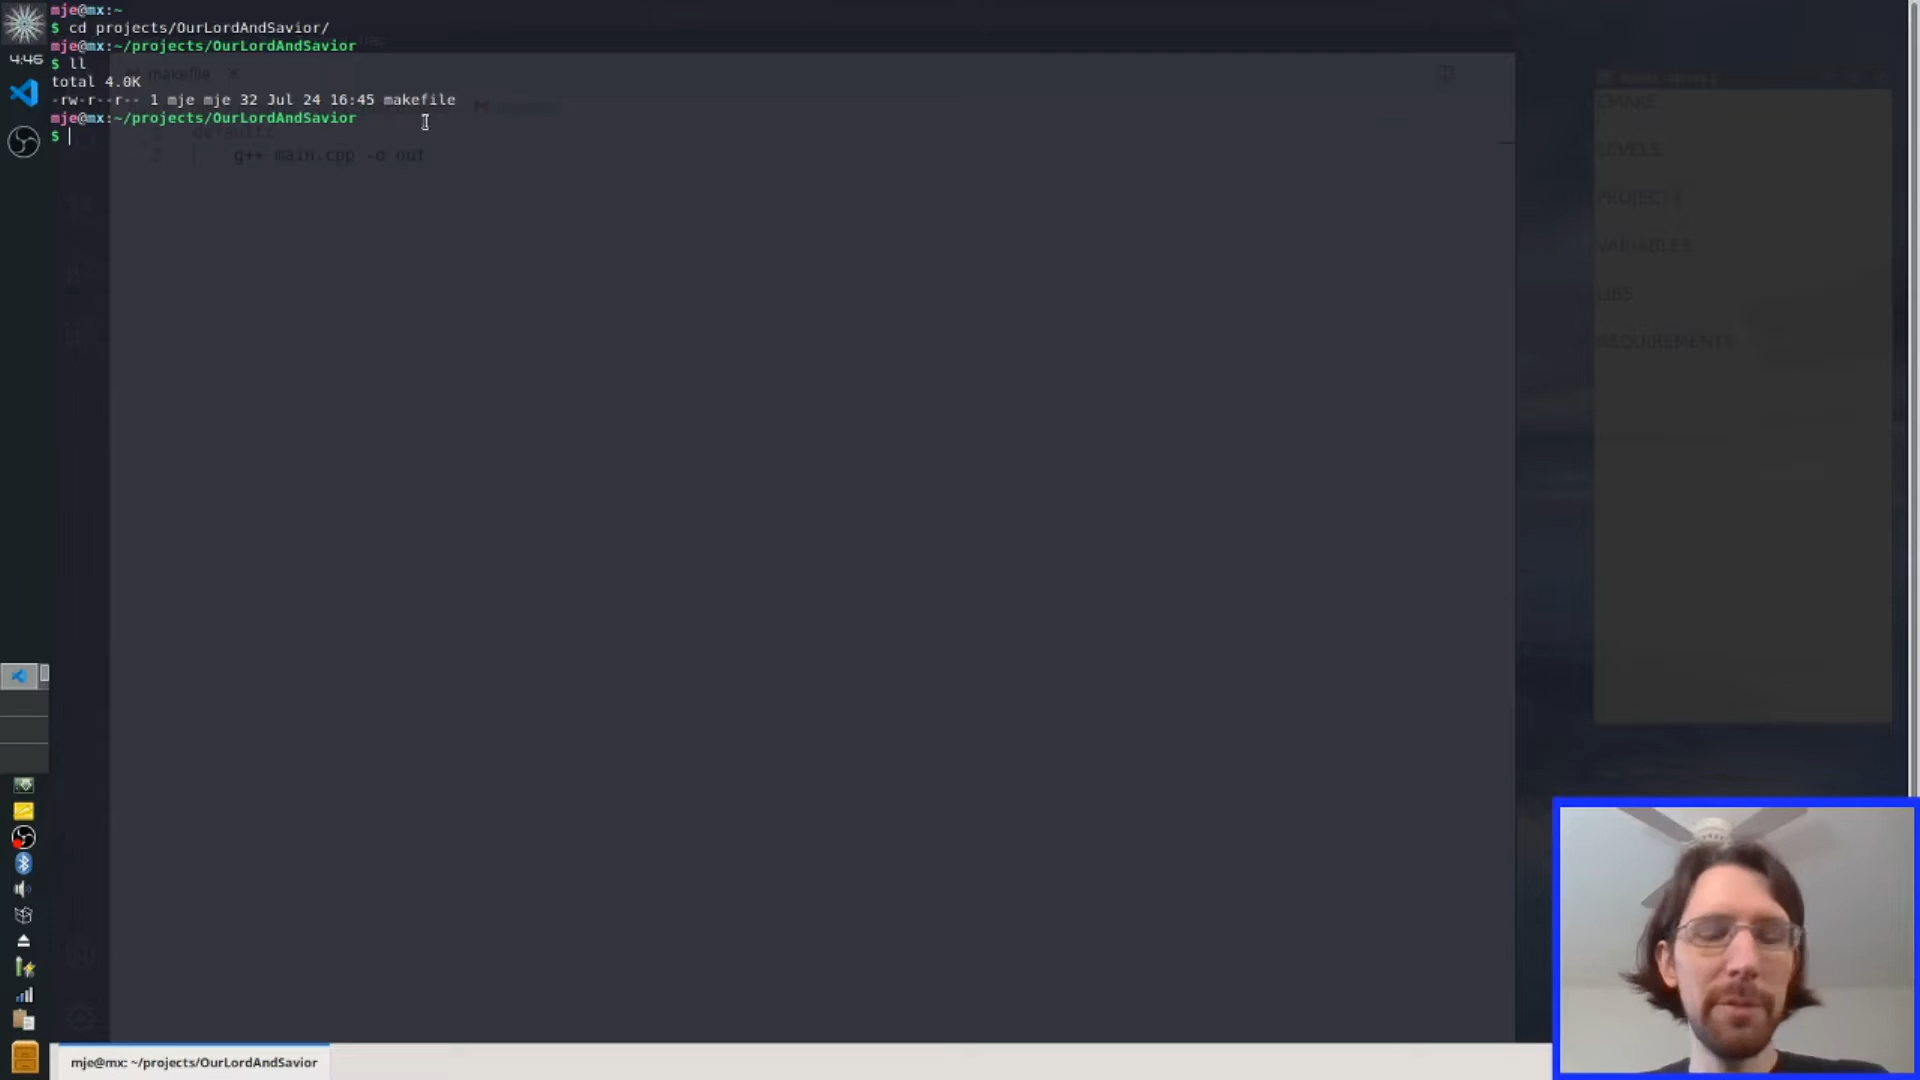 mje@mx:~
$ cd projects/OurLordAndSavior/
4:46
mje@mx:~/projects/OurLordAndSavior
$ ll
makefile
total 4.0K
-rw-r--r-- 1 mje mje 32 Jul 24 16:45 makefile
mje@mx:~/projects/OurLordAndSavior
$
default:
g++ main.cpp -o out
CMAKE
LEVELS
PROJECT
VARIABLES
LIBS
REQUIREMENTS
mje@mx: ~/projects/OurLordAndSavior